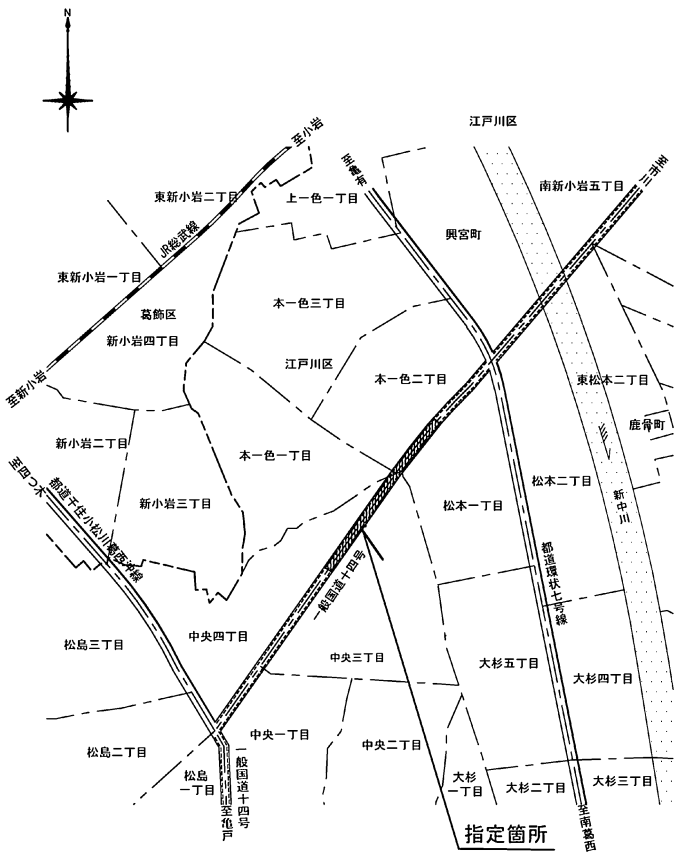 N
江戸川区
至小岩
至亀有
至市川
南新小岩五丁目
東新小岩二丁目
上一色一丁目
JR総武線
興宮町
東新小岩一丁目
葛飾区
本一色三丁目
新小岩四丁目
江戸川区
本一色二丁目
東松本二丁目
至新小岩
鹿骨町
新小岩二丁目
本一色一丁目
至四つ木
都道千住小松川葛西沖線
新小岩三丁目
松本一丁目
松本二丁目
新中川
都道環状七号線
一般国道十四号
中央四丁目
松島三丁目
中央三丁目
大杉五丁目
大杉四丁目
松島二丁目
中央一丁目
中央二丁目
松島
一丁目
一般国道十四号
至亀戸
大杉
一丁目
大杉二丁目
大杉三丁目
至南葛西
指定箇所